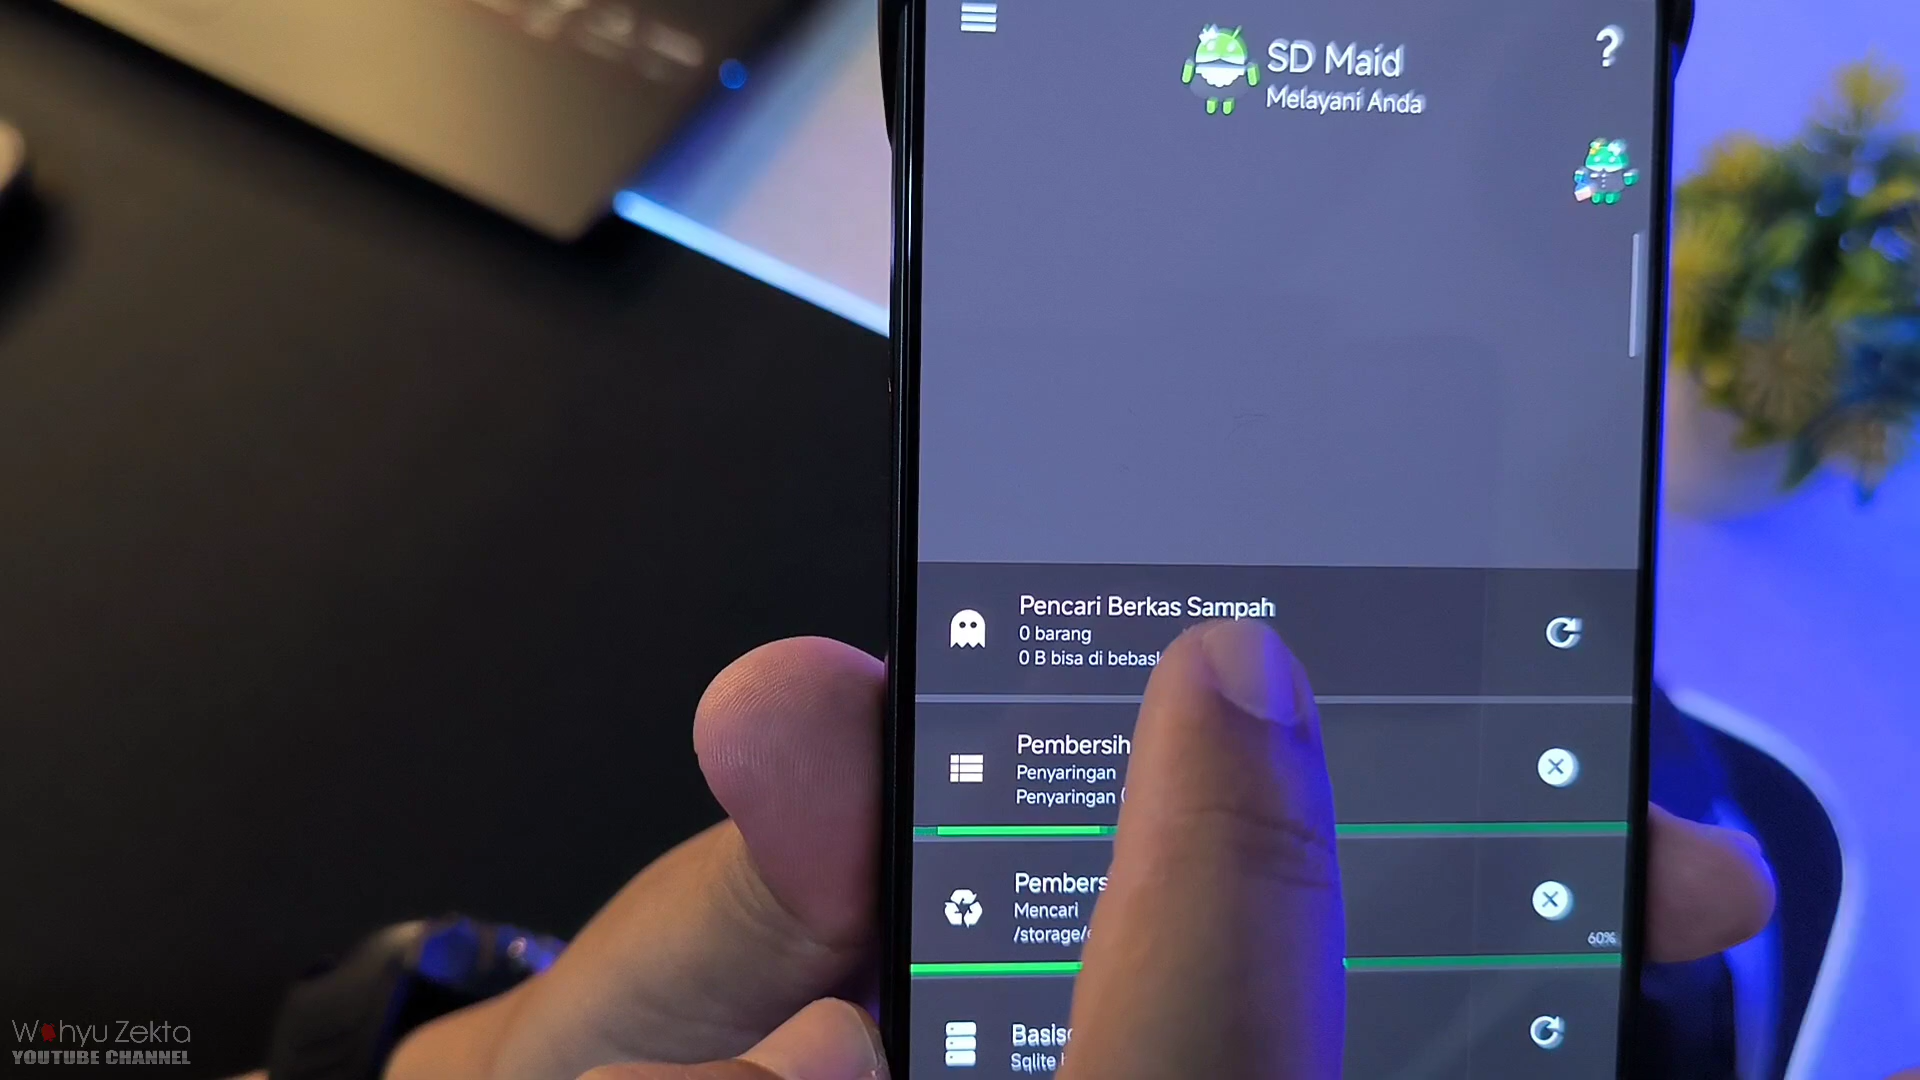 SD Maid
Melayani Anda
?
Pencari Berkas Sampah
0 barang
0 B bisa di bebask
Pembersih
Penyaringan
Penyaringan (
Pembers
Mencari
/storage/e
60%
Basis
Sqlite
Wahyu Zekta
YOUTUBE CHANNEL